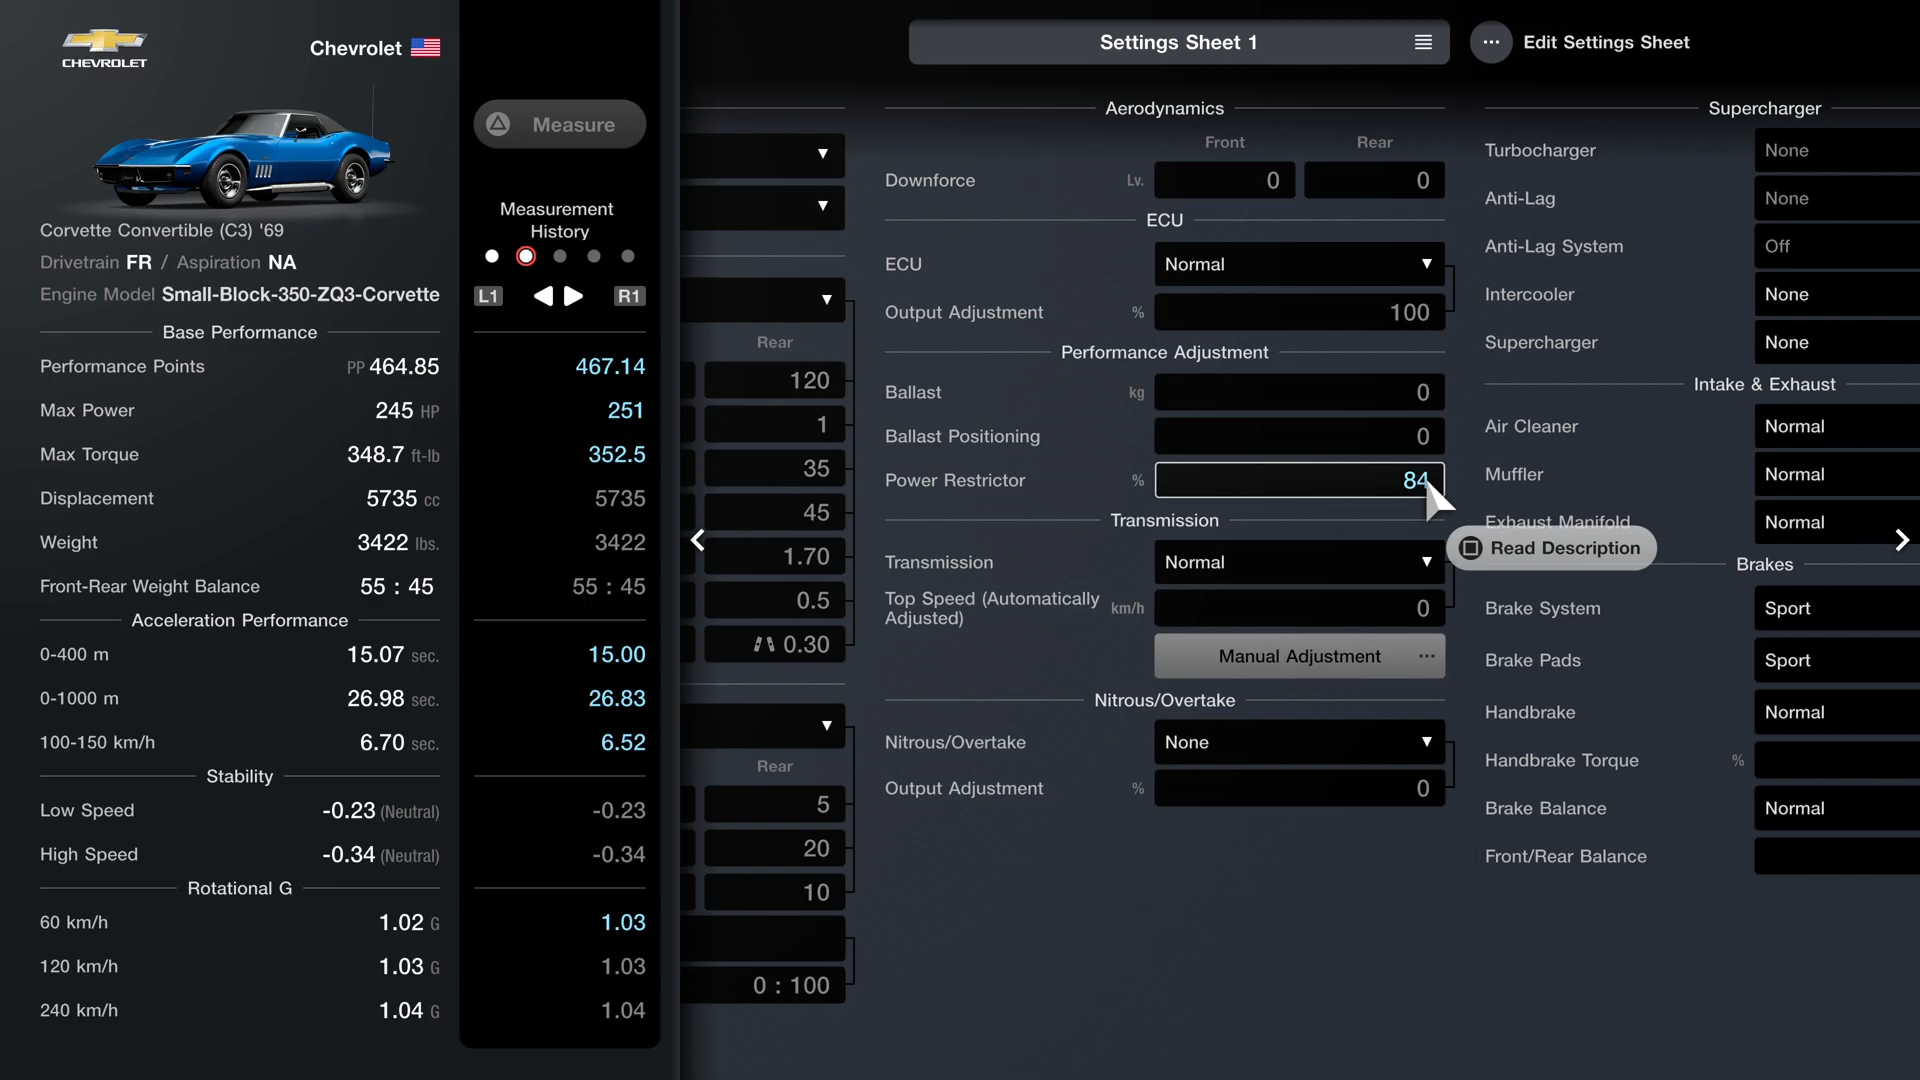 CHEVROLET
Chevrolet
Corvette Convertible (C3) '69
Drivetrain FR / Aspiration NA
Engine Model Small-Block-350-ZQ3-Corvette
Base Performance
Performance Points PP 464.85
Max Power 245 HP
Max Torque 348.7 ft-lb
Displacement 5735 cc
Weight 3422 lbs.
Front-Rear Weight Balance 55 : 45
Acceleration Performance
0-400 m 15.07 sec.
0-1000 m 26.98 sec.
100-150 km/h 6.70 sec.
Stability
Low Speed -0.23 (Neutral)
High Speed -0.34 (Neutral)
Rotational G
60 km/h 1.02 G
120 km/h 1.03 G
240 km/h 1.04 G
Measure
Measurement
History
L1 R1
467.14
251
352.5
5735
3422
55 : 45
15.00
26.83
6.52
-0.23
-0.34
1.03
1.03
1.04
Rear
120
1
35
45
1.70
0.5
0.30
Rear
5
20
10
0 : 100
Settings Sheet 1
Edit Settings Sheet
Aerodynamics
Front Rear
Downforce Lv. 0 0
ECU
ECU Normal
Output Adjustment % 100
Performance Adjustment
Ballast kg 0
Ballast Positioning 0
Power Restrictor % 84
Transmission
Transmission Normal
Top Speed (Automatically
Adjusted) km/h 0
Manual Adjustment
Nitrous/Overtake
Nitrous/Overtake None
Output Adjustment % 0
Supercharger
Turbocharger None
Anti-Lag None
Anti-Lag System Off
Intercooler None
Supercharger None
Intake & Exhaust
Air Cleaner Normal
Muffler Normal
Exhaust Manifold Normal
Read Description
Brakes
Brake System Sport
Brake Pads Sport
Handbrake Normal
Handbrake Torque %
Brake Balance Normal
Front/Rear Balance